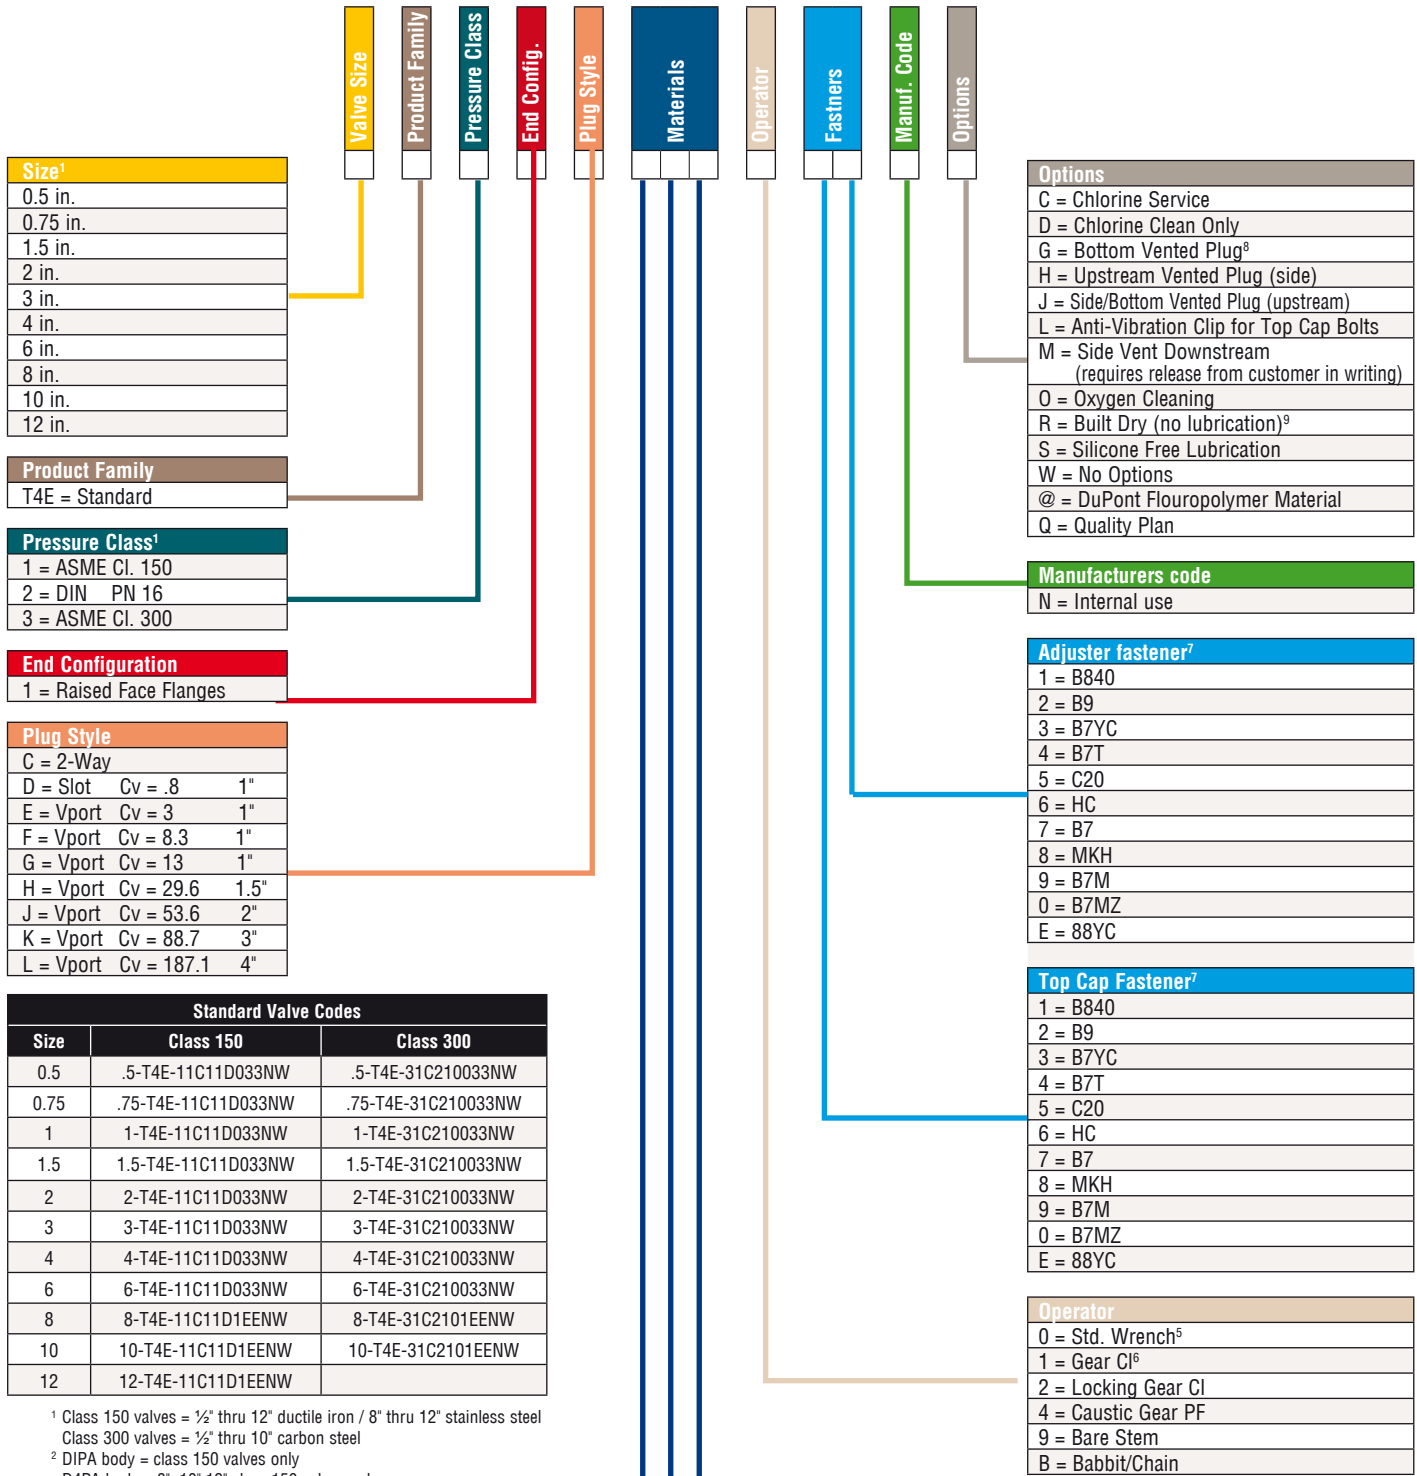 Valve Size
Product Family
Pressure Class
End Config.
Plug Style
Materials
Operator
Fastners
Manuf. Code
Options
Size¹
0.5 in.
0.75 in.
1.5 in.
2 in.
3 in.
4 in.
6 in.
8 in.
10 in.
12 in.
Product Family
T4E = Standard
Pressure Class¹
1 = ASME Cl. 150
2 = DIN PN 16
3 = ASME Cl. 300
End Configuration
1 = Raised Face Flanges
Plug Style
C = 2-Way
D = Slot Cv = .8 1"
E = Vport Cv = 3 1"
F = Vport Cv = 8.3 1"
G = Vport Cv = 13 1"
H = Vport Cv = 29.6 1.5"
J = Vport Cv = 53.6 2"
K = Vport Cv = 88.7 3"
L = Vport Cv = 187.1 4"
Standard Valve Codes
Size Class 150 Class 300
0.5 .5-T4E-11C11D033NW .5-T4E-31C210033NW
0.75 .75-T4E-11C11D033NW .75-T4E-31C210033NW
1 1-T4E-11C11D033NW 1-T4E-31C210033NW
1.5 1.5-T4E-11C11D033NW 1.5-T4E-31C210033NW
2 2-T4E-11C11D033NW 2-T4E-31C210033NW
3 3-T4E-11C11D033NW 3-T4E-31C210033NW
4 4-T4E-11C11D033NW 4-T4E-31C210033NW
6 6-T4E-11C11D033NW 6-T4E-31C210033NW
8 8-T4E-11C11D1EENW 8-T4E-31C2101EENW
10 10-T4E-11C11D1EENW 10-T4E-31C2101EENW
12 12-T4E-11C11D1EENW
¹ Class 150 valves = ½" thru 12" ductile iron / 8" thru 12" stainless steel
Class 300 valves = ½" thru 10" carbon steel
² DIPA body = class 150 valves only
Options
C = Chlorine Service
D = Chlorine Clean Only
G = Bottom Vented Plug⁸
H = Upstream Vented Plug (side)
J = Side/Bottom Vented Plug (upstream)
L = Anti-Vibration Clip for Top Cap Bolts
M = Side Vent Downstream
(requires release from customer in writing)
O = Oxygen Cleaning
R = Built Dry (no lubrication)⁹
S = Silicone Free Lubrication
W = No Options
@ = DuPont Flouropolymer Material
Q = Quality Plan
Manufacturers code
N = Internal use
Adjuster fastener⁷
1 = B840
2 = B9
3 = B7YC
4 = B7T
5 = C20
6 = HC
7 = B7
8 = MKH
9 = B7M
0 = B7MZ
E = 88YC
Top Cap Fastener⁷
1 = B840
2 = B9
3 = B7YC
4 = B7T
5 = C20
6 = HC
7 = B7
8 = MKH
9 = B7M
0 = B7MZ
E = 88YC
Operator
0 = Std. Wrench⁵
1 = Gear CI⁶
2 = Locking Gear CI
4 = Caustic Gear PF
9 = Bare Stem
B = Babbit/Chain